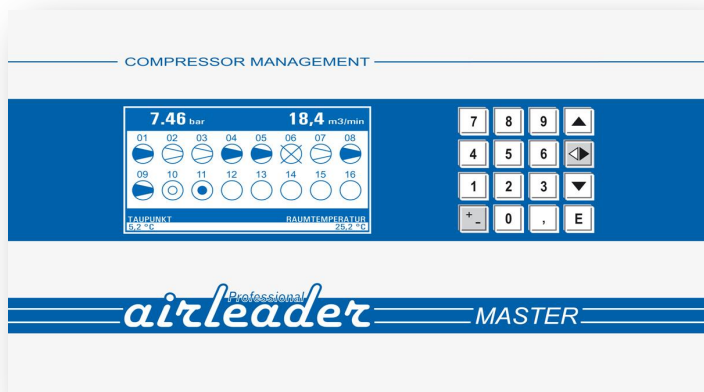 COMPRESSOR MANAGEMENT
7.46 bar 18,4 m3/min
01 02 03 04 05 06 07 08
09 10 11 12 13 14 15 16
TAUPUNKT RAUMTEMPERATUR
5.2 °C 25.2 °C
7 8 9
4 5 6
1 2 3
+ - 0 , E
Professional
airleader
MASTER